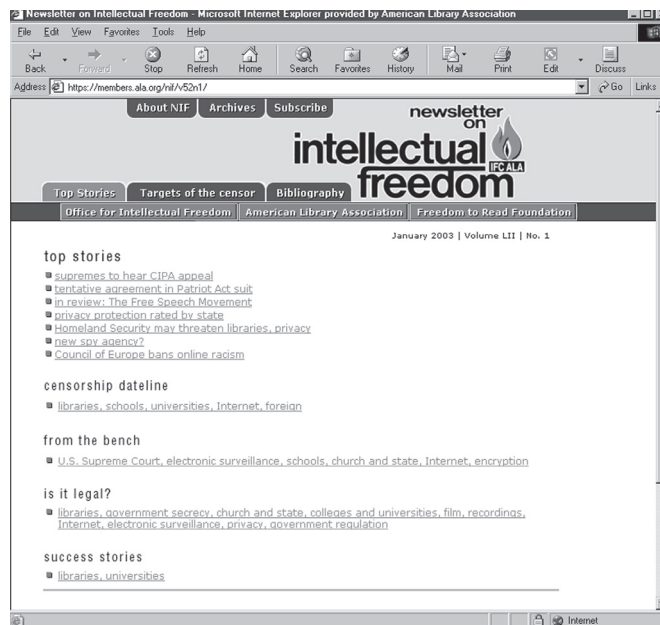 Newsletter on Intellectual Freedom - Microsoft Internet Explorer provided by American Library Association
File Edit View Favorites Tools Help
Back Forward Stop Refresh Home Search Favorites History Mail Print Edit Discuss
Address https://members.ala.org/nif/v52n1/ Go Links
About NIF Archives Subscribe
newsletter
on
intellectual
IFC ALA
freedom
Top Stories Targets of the censor Bibliography
Office for Intellectual Freedom American Library Association Freedom to Read Foundation
January 2003 | Volume LII | No. 1
top stories
supremes to hear CIPA appeal
tentative agreement in Patriot Act suit
in review: The Free Speech Movement
privacy protection rated by state
Homeland Security may threaten libraries, privacy
new spy agency?
Council of Europe bans online racism
censorship dateline
libraries, schools, universities, Internet, foreign
from the bench
U.S. Supreme Court, electronic surveillance, schools, church and state, Internet, encryption
is it legal?
libraries, government secrecy, church and state, colleges and universities, film, recordings,
Internet, electronic surveillance, privacy, government regulation
success stories
libraries, universities
Internet